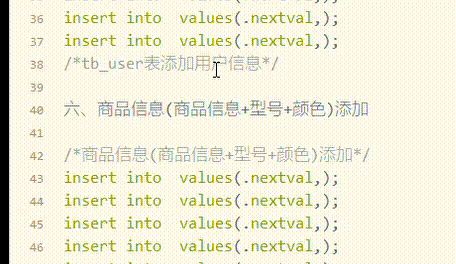 36 insert into  values(.nextval,);
37 insert into  values(.nextval,);
38 /*tb_user表添加用户信息*/
39
40 六、商品信息(商品信息+型号+颜色)添加
41
42 /*商品信息(商品信息+型号+颜色)添加*/
43 insert into  values(.nextval,);
44 insert into  values(.nextval,);
45 insert into  values(.nextval,);
46 insert into  values(.nextval,);